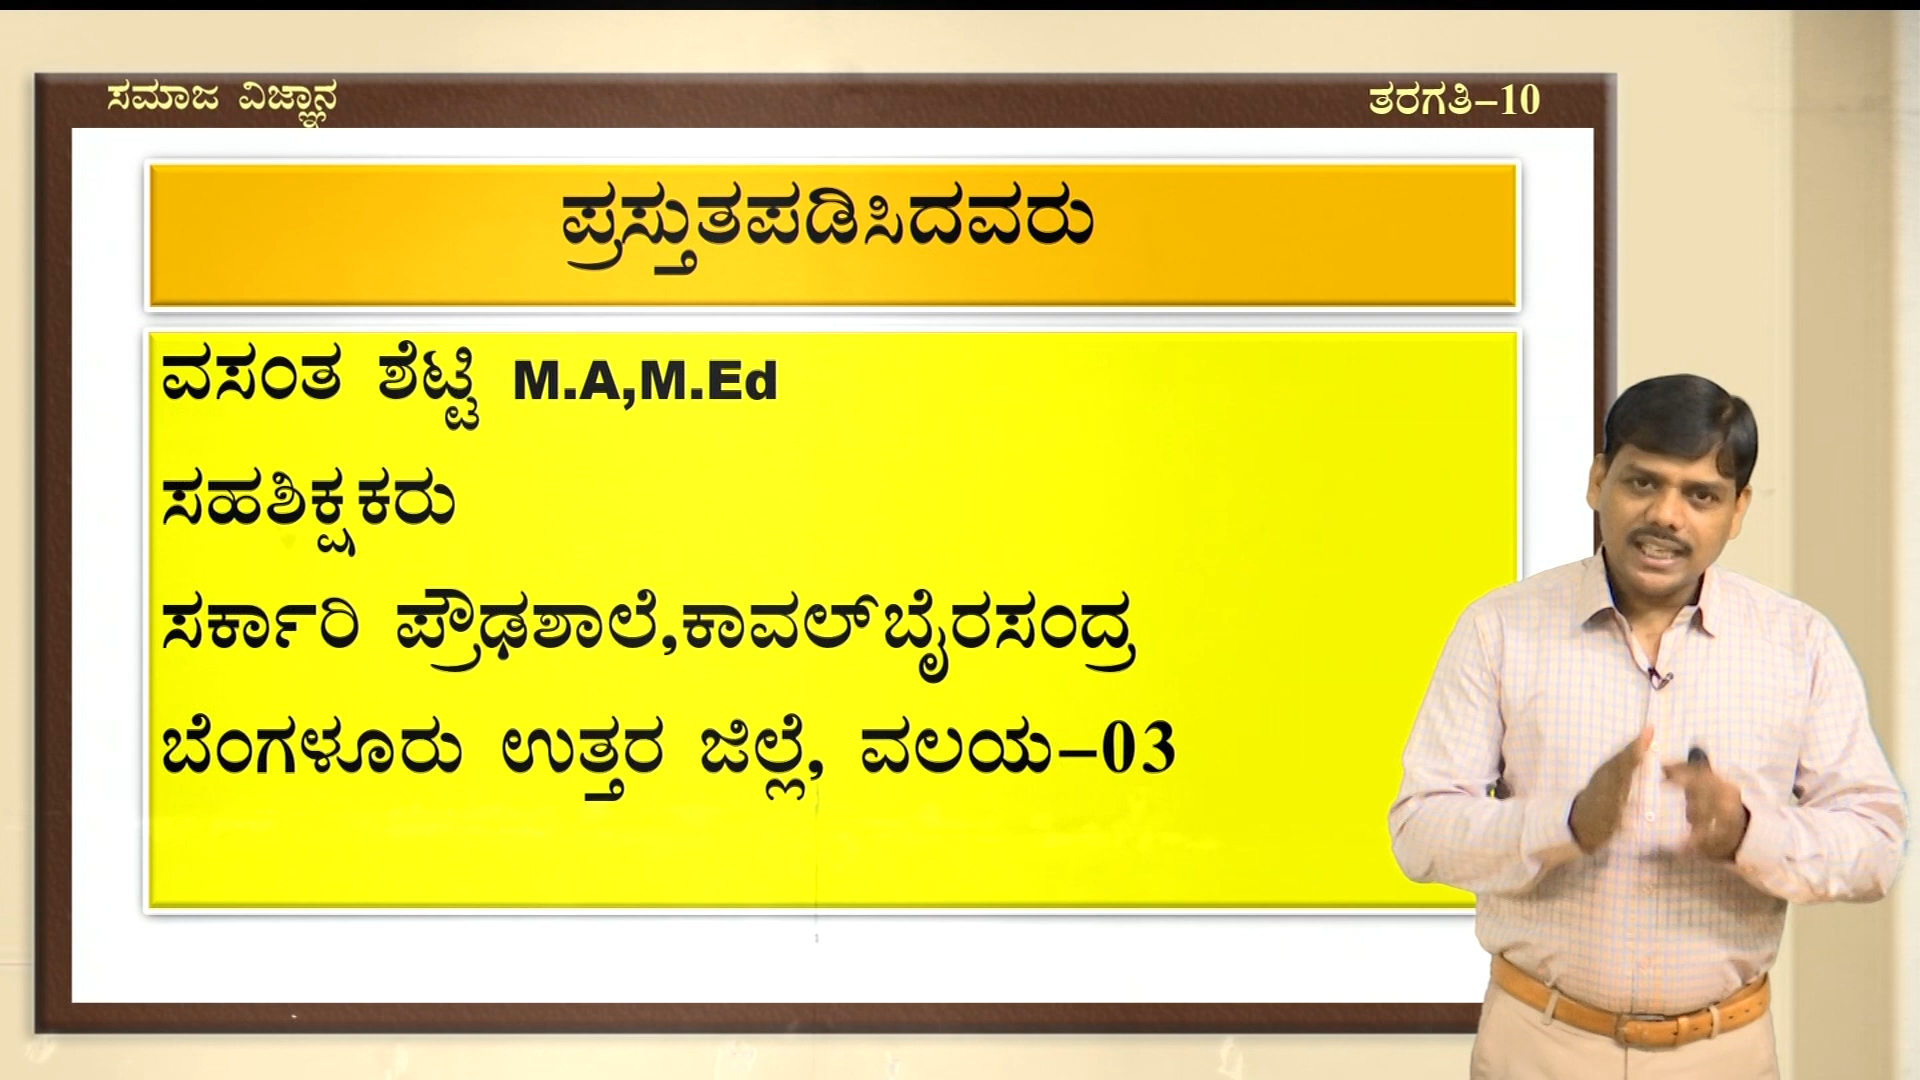 ಸಮಾಜ ವಿಜ್ಞಾನ
ತರಗತಿ-10
ಪ್ರಸ್ತುತಪಡಿಸಿದವರು
ವಸಂತ ಶೆಟ್ಟಿ M.A,M.Ed
ಸಹಶಿಕ್ಷಕರು
ಸರ್ಕಾರಿ ಪ್ರೌಢಶಾಲೆ,ಕಾವಲ್‌ಬೈರಸಂದ್ರ
ಬೆಂಗಳೂರು ಉತ್ತರ ಜಿಲ್ಲೆ, ವಲಯ-03